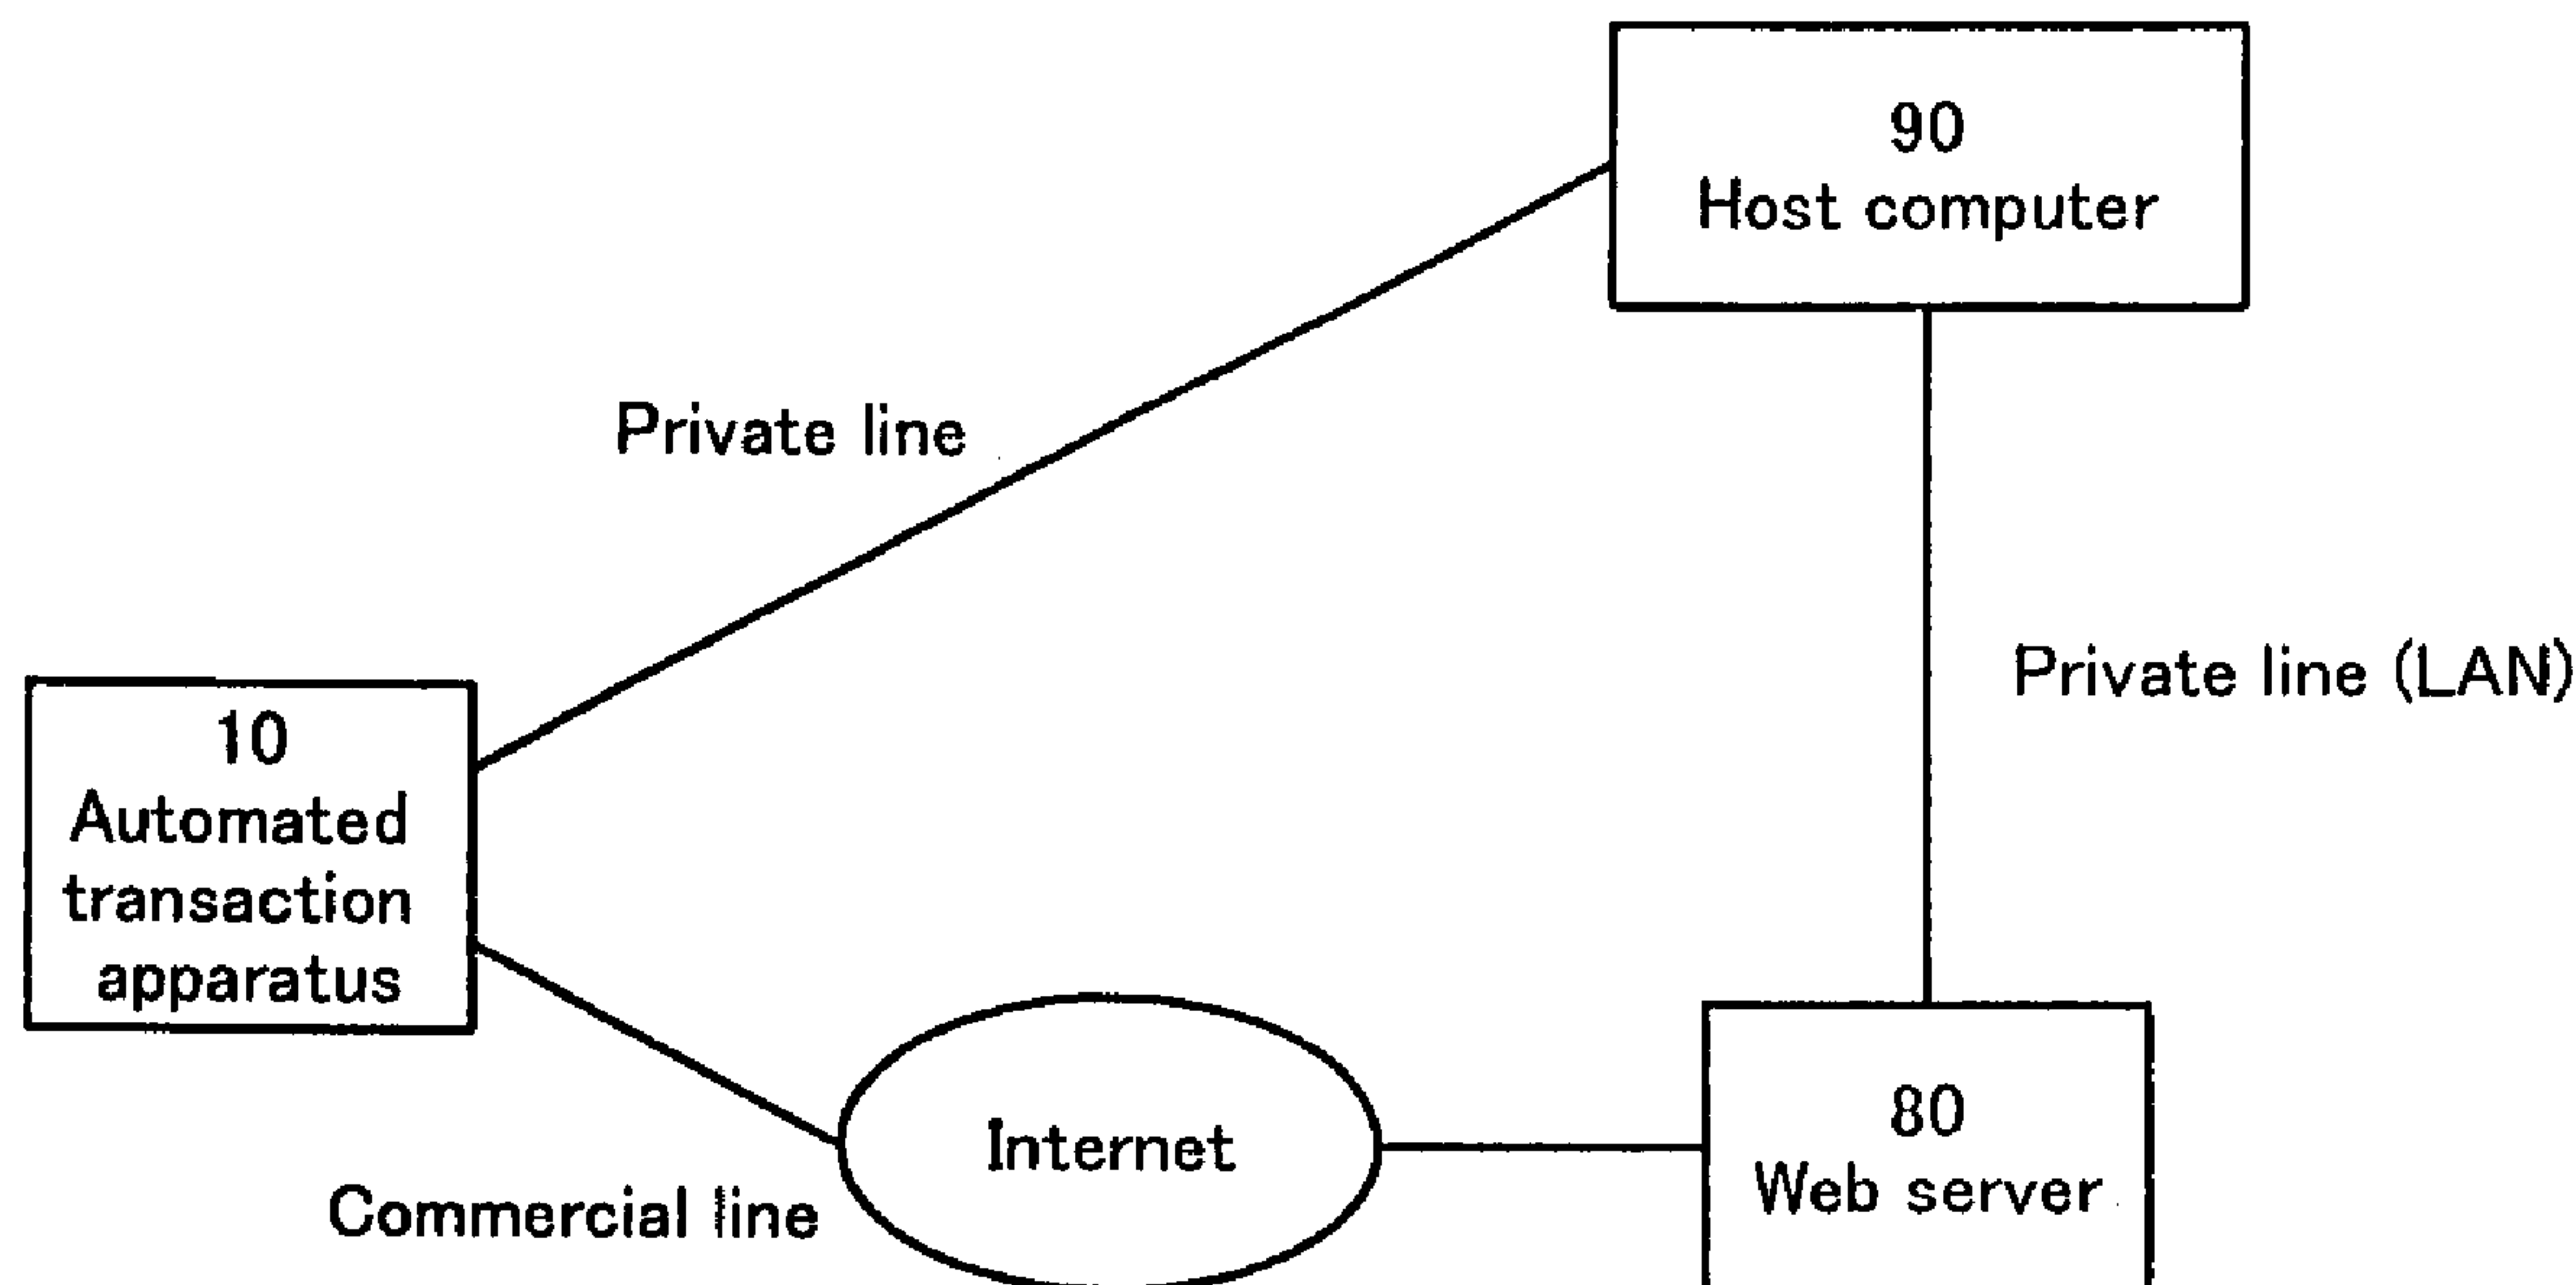 90
Host computer
Private line
Private line (LAN)
10
Automated
transaction
apparatus
Internet
80
Web server
Commercial line